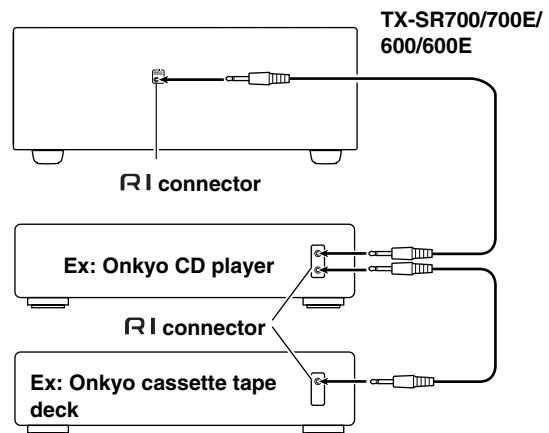 TX-SR700/700E/
600/600E
RI connector
Ex: Onkyo CD player
RI connector
Ex: Onkyo cassette tape
deck